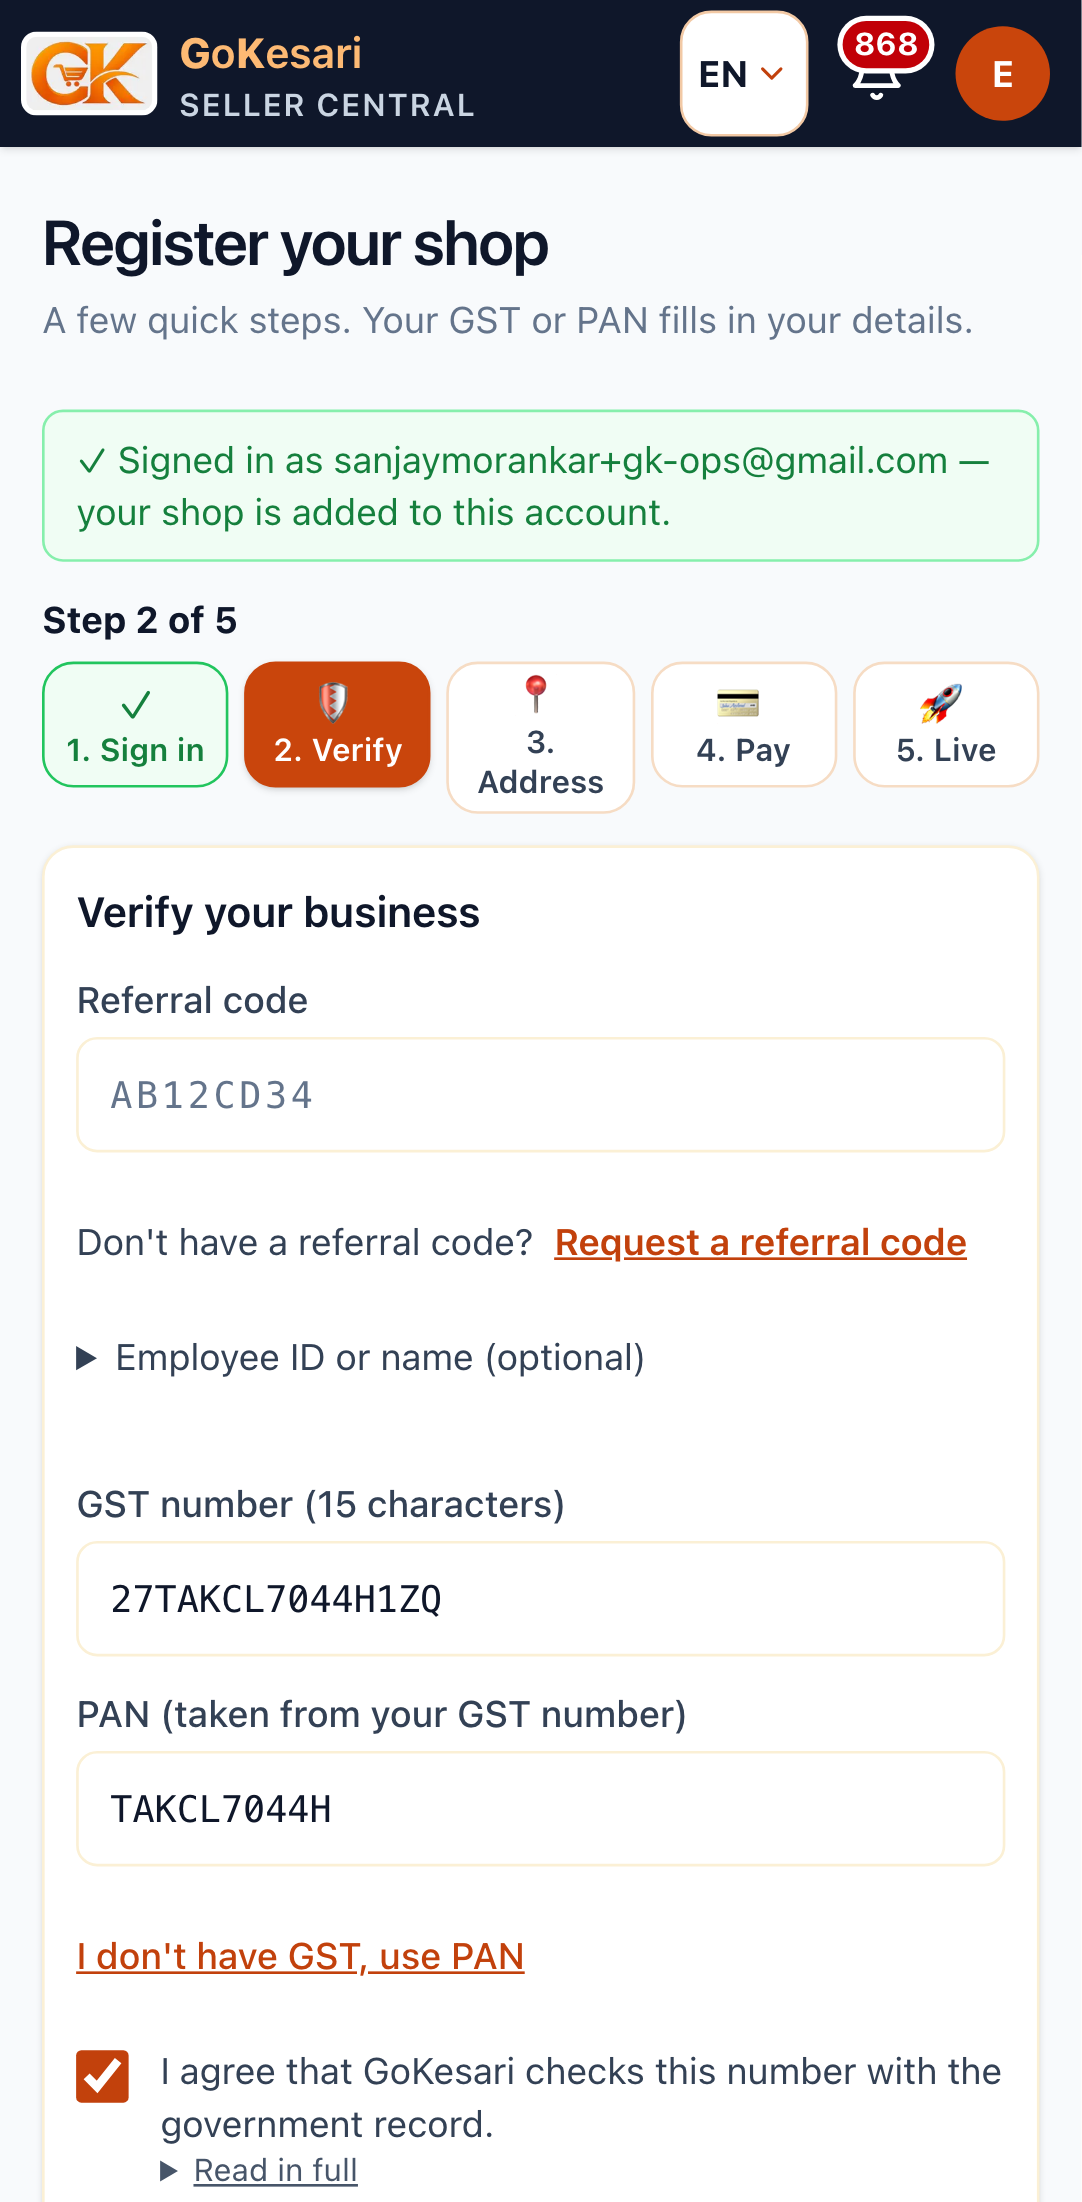 GK
GoKesari
SELLER CENTRAL
EN
868
E
Register your shop
A few quick steps. Your GST or PAN fills in your details.
✓ Signed in as sanjaymorankar+gk-ops@gmail.com —
your shop is added to this account.
Step 2 of 5
✓
1. Sign in
2. Verify
3.
Address
4. Pay
5. Live
Verify your business
Referral code
AB12CD34
Don't have a referral code? Request a referral code
▶ Employee ID or name (optional)
GST number (15 characters)
27TAKCL7044H1ZQ
PAN (taken from your GST number)
TAKCL7044H
I don't have GST, use PAN
I agree that GoKesari checks this number with the
government record.
▶ Read in full